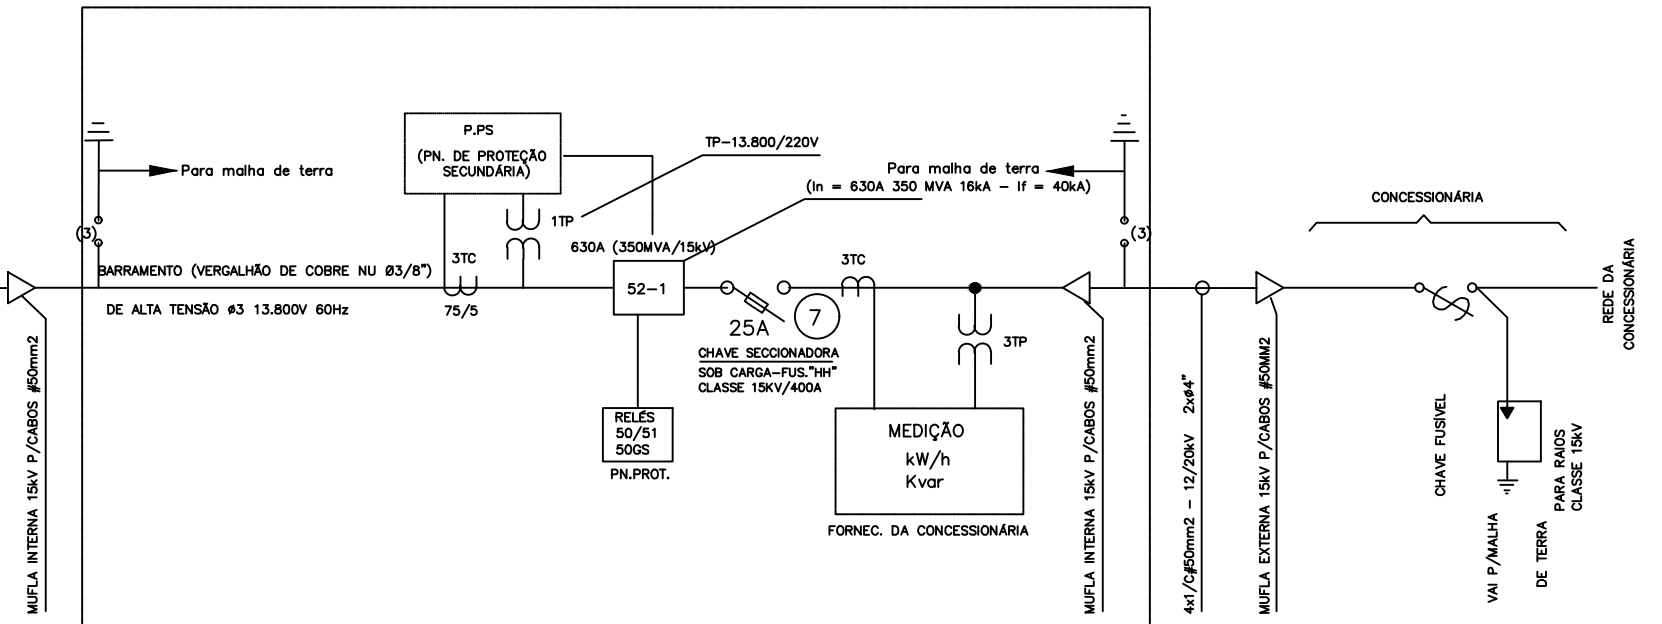 P.PS
(PN. DE PROTEÇÃO
SECUNDÁRIA)
TP-13.800/220V
Para malha de terra
Para malha de terra
(In = 630A 350 MVA 16kA - If = 40kA)
CONCESSIONÁRIA
1TP
(3)
(3)
630A (350MVA/15kV)
BARRAMENTO (VERGALHÃO DE COBRE NU Ø3/8")
3TC
3TC
52-1
DE ALTA TENSÃO ø3 13.800V 60Hz
75/5
25A
7
CHAVE SECCIONADORA
SOB CARGA-FUS."HH"
CLASSE 15KV/400A
3TP
RELÉS
50/51
50GS
PN.PROT.
MEDIÇÃO
kW/h
Kvar
FORNEC. DA CONCESSIONÁRIA
MUFLA INTERNA 15kV P/CABOS #50mm2
MUFLA INTERNA 15kV P/CABOS #50mm2
4x1/C#50mm2 - 12/20kV 2xø4"
MUFLA EXTERNA 15kV P/CABOS #50MM2
CHAVE FUSÍVEL
VAI P/MALHA
DE TERRA
PARA RAIOS
CLASSE 15kV
REDE DA
CONCESSIONÁRIA